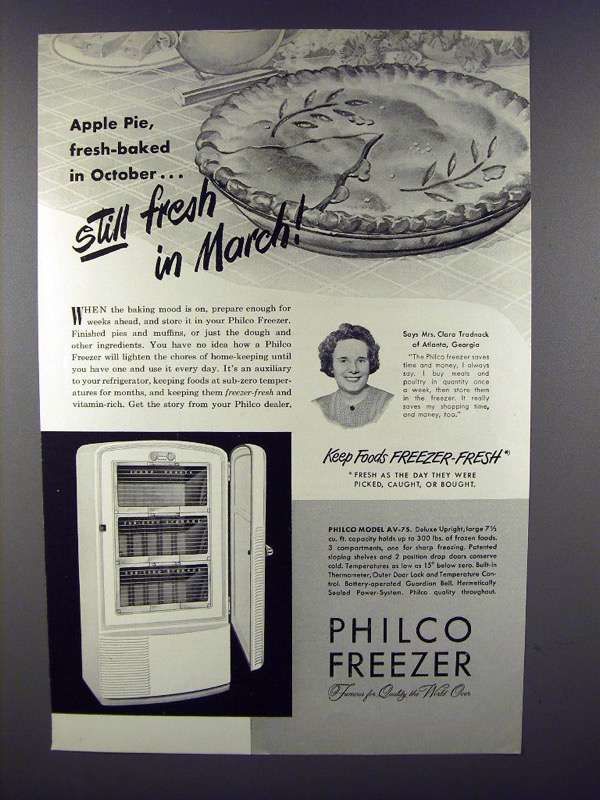 Apple Pie,
fresh-baked
in October...
still fresh
in March!
WHEN the baking mood is on, prepare enough for
weeks ahead, and store it in your Philco Freezer.
Finished pies and muffins, or just the dough and
other ingredients. You have no idea how a Philco
Freezer will lighten the chores of home-keeping until
you have one and use it every day. It's an auxiliary
to your refrigerator, keeping foods at sub-zero temper-
atures for months, and keeping them freezer-fresh and
vitamin-rich. Get the story from your Philco dealer.
Says Mrs. Clara Tradnack
of Atlanta, Georgia
"The Philco freezer saves
time and money, I always
say. I buy meats and
poultry in quantity once
a week, then store them
in the freezer. It really
saves my shopping time,
and money, too."
Keep Foods FREEZER-FRESH*
* FRESH AS THE DAY THEY WERE
PICKED, CAUGHT, OR BOUGHT.
PHILCO MODEL AV-75. Deluxe Upright, large 7½
cu. ft. capacity holds up to 300 lbs. of frozen foods.
3 compartments, one for sharp freezing. Patented
sloping shelves and 2 position drop doors conserve
cold. Temperatures as low as 15° below zero. Built-in
Thermometer, Outer Door Lock and Temperature Con-
trol. Battery-operated Guardian Bell. Hermetically
Sealed Power-System. Philco quality throughout.
PHILCO
FREEZER
Famous for Quality the World Over